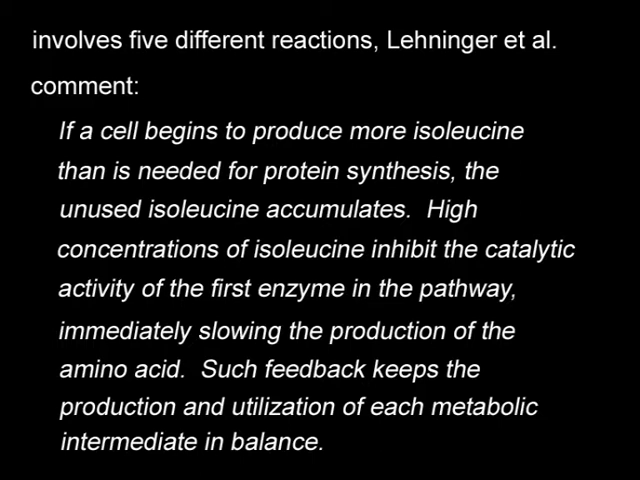 involves five different reactions, Lehninger et al.
comment:
If a cell begins to produce more isoleucine
than is needed for protein synthesis, the
unused isoleucine accumulates.  High
concentrations of isoleucine inhibit the catalytic
activity of the first enzyme in the pathway,
immediately slowing the production of the
amino acid.  Such feedback keeps the
production and utilization of each metabolic
intermediate in balance.